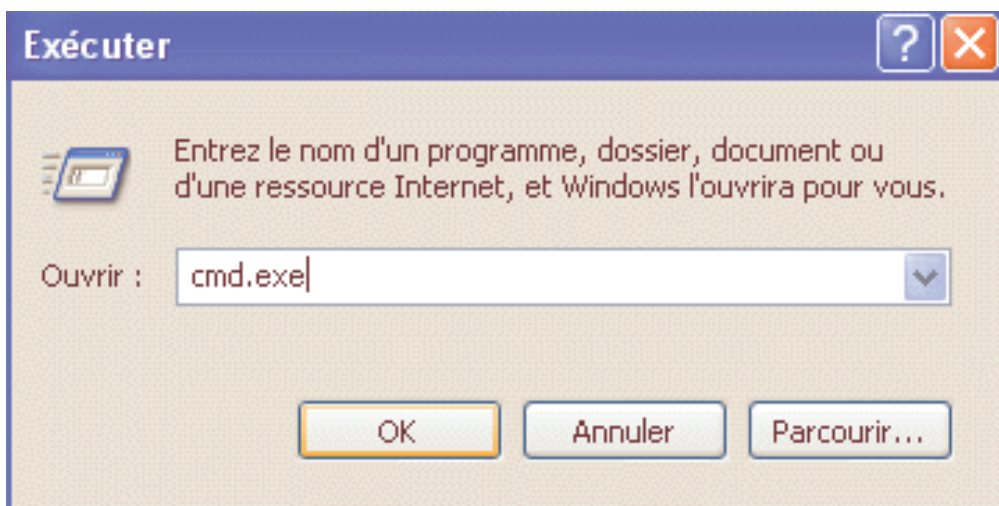 Exécuter
Entrez le nom d'un programme, dossier, document ou
d'une ressource Internet, et Windows l'ouvrira pour vous.
Ouvrir : cmd.exe
OK Annuler Parcourir...